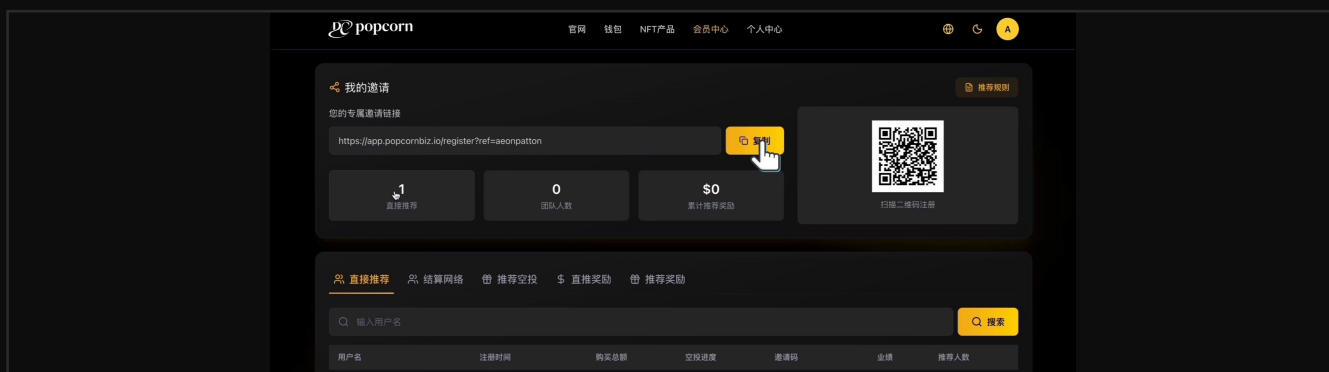 PC popcorn
官网 钱包 NFT产品 会员中心 个人中心
A
我的邀请
推荐规则
您的专属邀请链接
https://app.popcornbiz.io/register?ref=aeonpatton
复制
1
直接推荐
0
团队人数
$0
累计推荐奖励
扫描二维码注册
直接推荐 结算网络 推荐空投 $ 直推奖励 推荐奖励
输入用户名
搜索
用户名 注册时间 购买总额 空投进度 邀请码 业绩 推荐人数